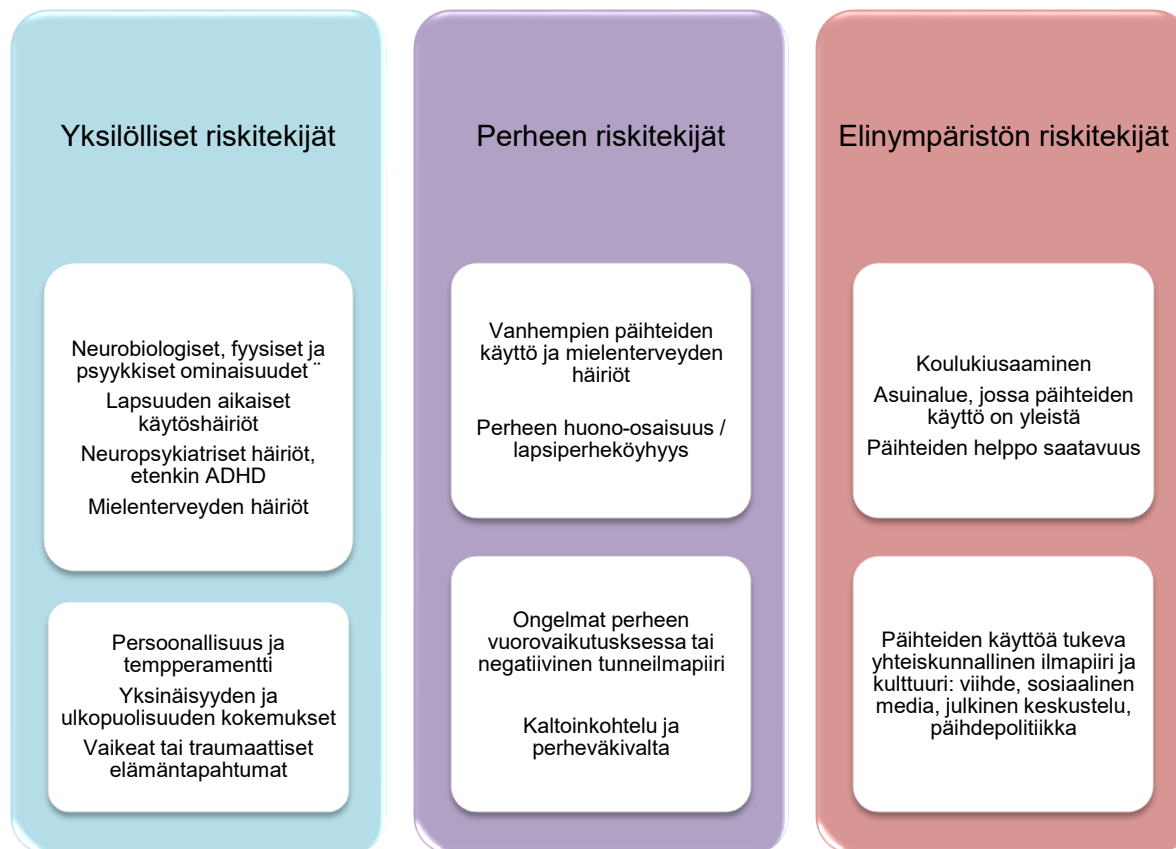 Yksilölliset riskitekijät
Neurobiologiset, fyysiset ja
psyykkiset ominaisuudet ¨
Lapsuuden aikaiset
käytöshäiriöt
Neuropsykiatriset häiriöt,
etenkin ADHD
Mielenterveyden häiriöt
Persoonallisuus ja
tempperamentti
Yksinäisyyden ja
ulkopuolisuuden kokemukset
Vaikeat tai traumaattiset
elämäntapahtumat
Perheen riskitekijät
Vanhempien päihteiden
käyttö ja mielenterveyden
häiriöt
Perheen huono-osaisuus /
lapsiperheköyhyys
Ongelmat perheen
vuorovaikutusksessa tai
negatiivinen tunneilmapiiri
Kaltoinkohtelu ja
perheväkivalta
Elinympäristön riskitekijät
Koulukiusaaminen
Asuinalue, jossa päihteiden
käyttö on yleistä
Päihteiden helppo saatavuus
Päihteiden käyttöä tukeva
yhteiskunnallinen ilmapiiri ja
kulttuuri: viihde, sosiaalinen
media, julkinen keskustelu,
päihdepolitiikka